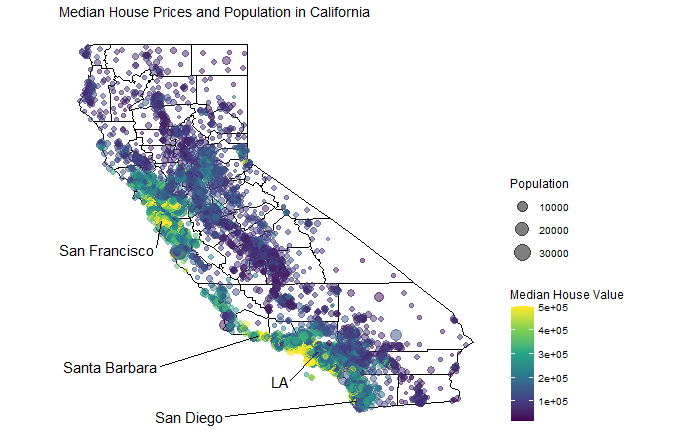 Median House Prices and Population in California
San Francisco
Santa Barbara
LA
San Diego
Population
10000
20000
30000
Median House Value
5e+05
4e+05
3e+05
2e+05
1e+05